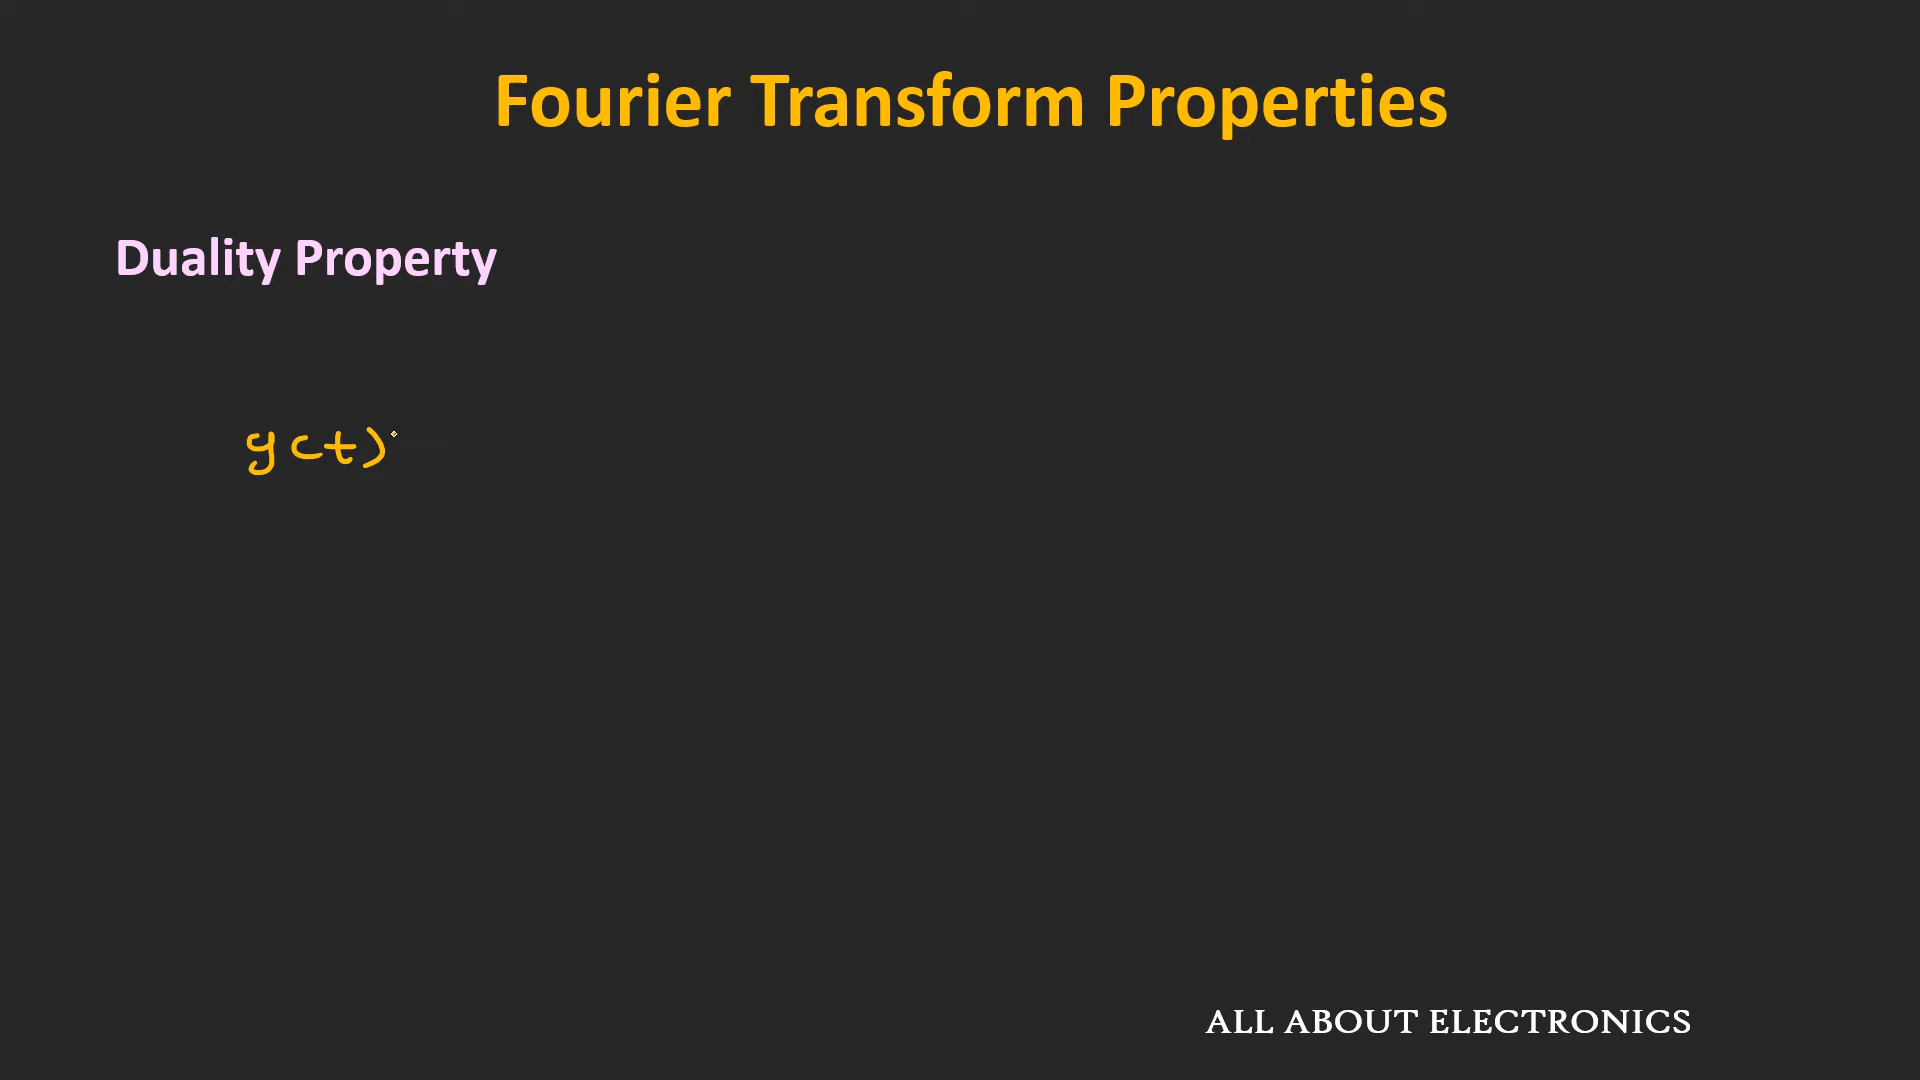 Fourier Transform Properties
Duality Property
y(t)
ALL ABOUT ELECTRONICS